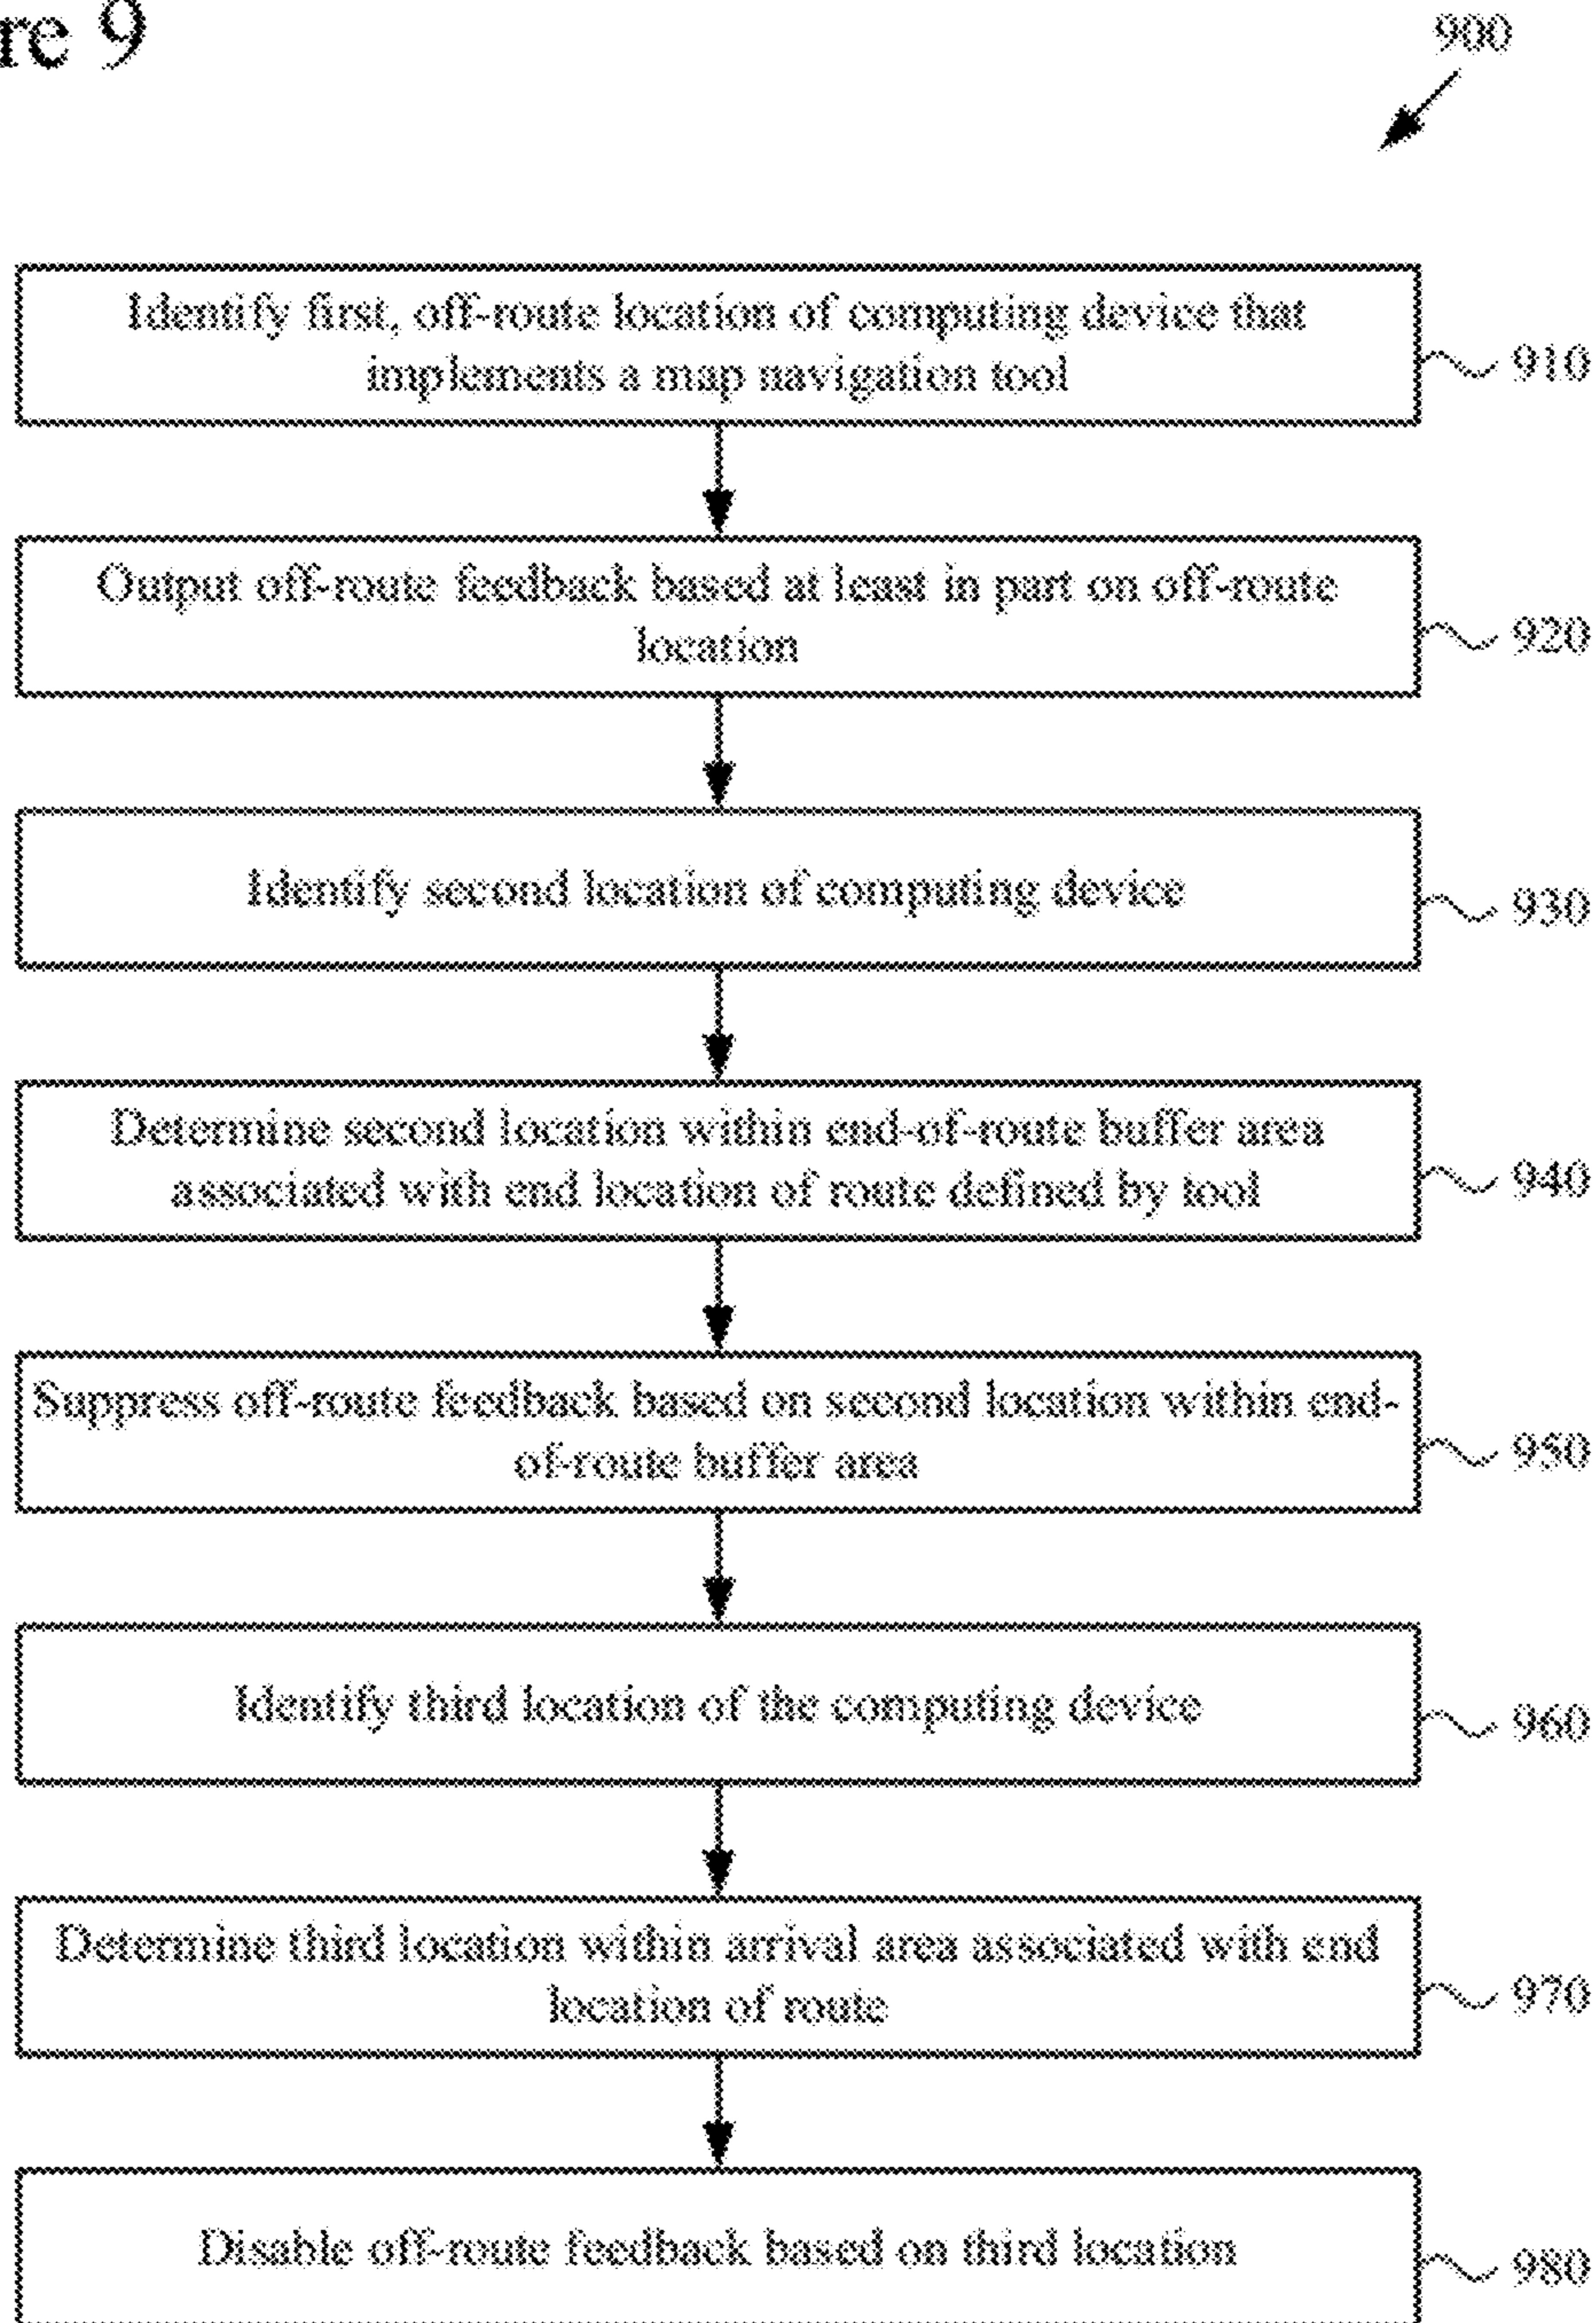 re 9
900
Identify first, off-route location of computing device that
implements a map navigation tool
910
Output off-route feedback based at least in part on off-route
location
920
Identify second location of computing device
930
Determine second location within end-of-route buffer area
associated with end location of route defined by tool
940
Suppress off-route feedback based on second location within end-
of-route buffer area
950
Identify third location of the computing device
960
Determine third location within arrival area associated with end
location of route
970
Disable off-route feedback based on third location
980